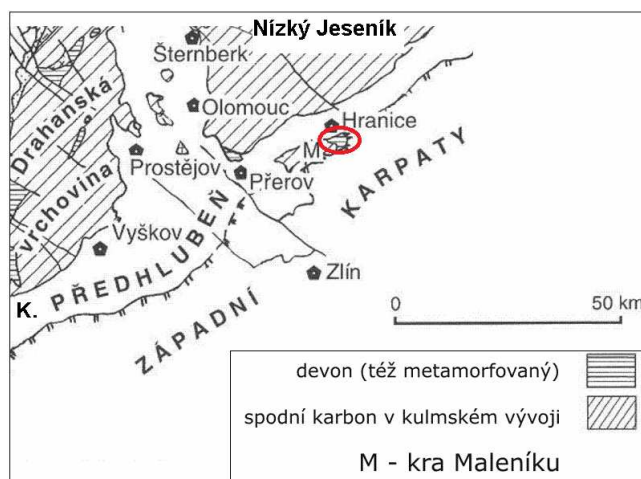 Nízký Jeseník
Šternberk
Olomouc
Hranice
M
Drahanská
vrchovina
Prostějov
Přerov
KARPATY
Vyškov
PŘEDHLUBEŇ
Zlín
K.
ZÁPADNÍ
0 50 km
devon (též metamorfovaný)
spodní karbon v kulmském vývoji
M - kra Maleníku